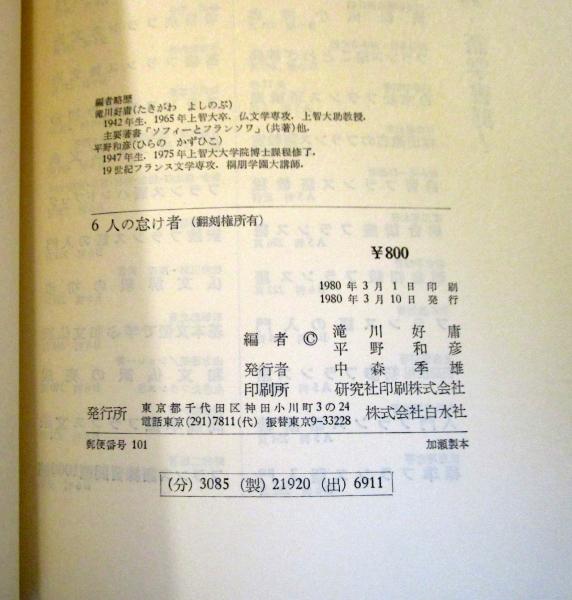 編者略歴
滝川好庸(たきがわ よしのぶ)
1942年生,1965年上智大卒,仏文学専攻,上智大助教授,
主要著書「ソフィーとフランソワ」(共著)他.
平野和彦(ひらの かずひこ)
1947年生,1975年上智大大学院博士課程修了,
19世紀フランス文学専攻,桐朋学園大講師.
6人の怠け者 (翻刻権所有)
¥800
1980年3月1日 印刷
1980年3月10日 発行
編者 © 滝川好庸
平野和彦
発行者 中森季雄
印刷所 研究社印刷株式会社
発行所 東京都千代田区神田小川町3の24 株式会社白水社
電話東京(291)7811(代) 振替東京9-33228
郵便番号 101 加瀬製本
(分) 3085 (製) 21920 (出) 6911